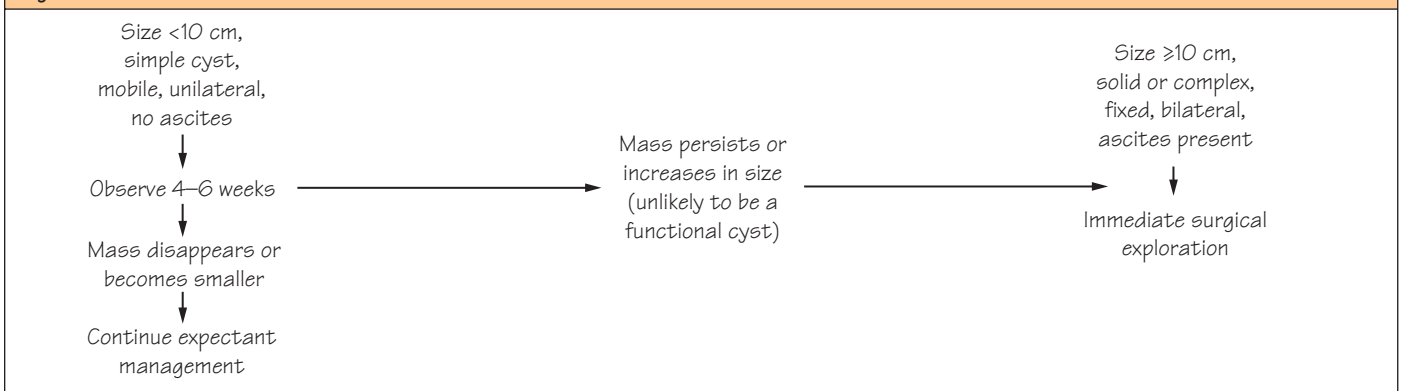 Size <10 cm,
simple cyst,
mobile, unilateral,
no ascites
Observe 4–6 weeks
Mass disappears or
becomes smaller
Continue expectant
management
Mass persists or
increases in size
(unlikely to be a
functional cyst)
Size ⩾10 cm,
solid or complex,
fixed, bilateral,
ascites present
Immediate surgical
exploration